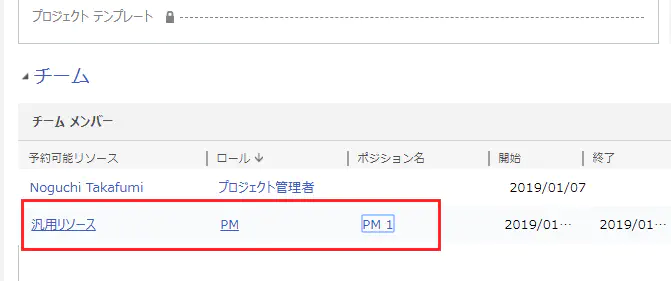 プロジェクト テンプレート
チーム
チーム メンバー
予約可能リソース ロール↓ ポジション名 開始 終了
Noguchi Takafumi プロジェクト管理者 2019/01/07
汎用リソース PM PM 1 2019/01… 2019/01…